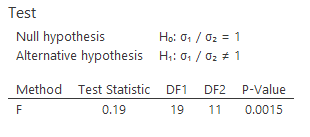 Test
Null hypothesis H₀: σ₁ / σ₂ = 1
Alternative hypothesis H₁: σ₁ / σ₂ ≠ 1
Method Test Statistic DF1 DF2 P-Value
F 0.19 19 11 0.0015